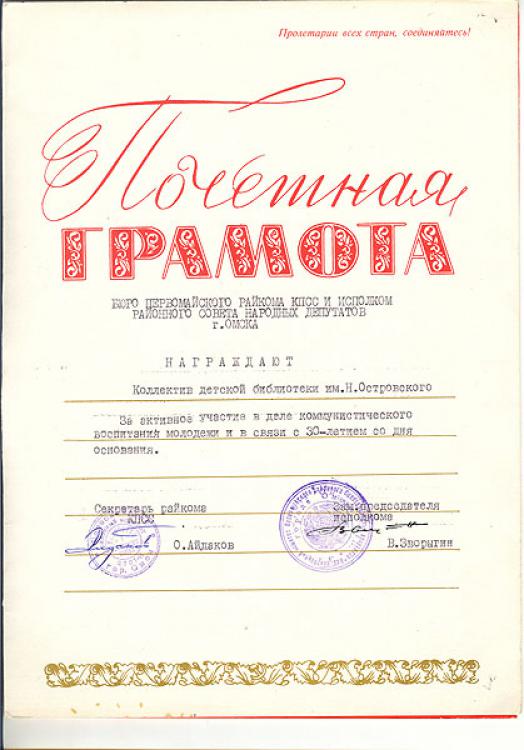 Пролетарии всех стран, соединяйтесь!
Почетная
ГРАМОТА
БЮРО ПЕРВОМАЙСКОГО РАЙКОМА КПСС И ИСПОЛКОМ
РАЙОННОГО СОВЕТА НАРОДНЫХ ДЕПУТАТОВ
г.ОМСКА
НАГРАЖДАЮТ
Коллектив детской библиотеки им.Н.Островского
За активное участие в деле коммунистического
воспитания молодежи и в связи с 30-летием со дня
основания.
Секретарь райкома Зам.председателя
КПСС исполкома
О.Айдаков В.Зворыгин